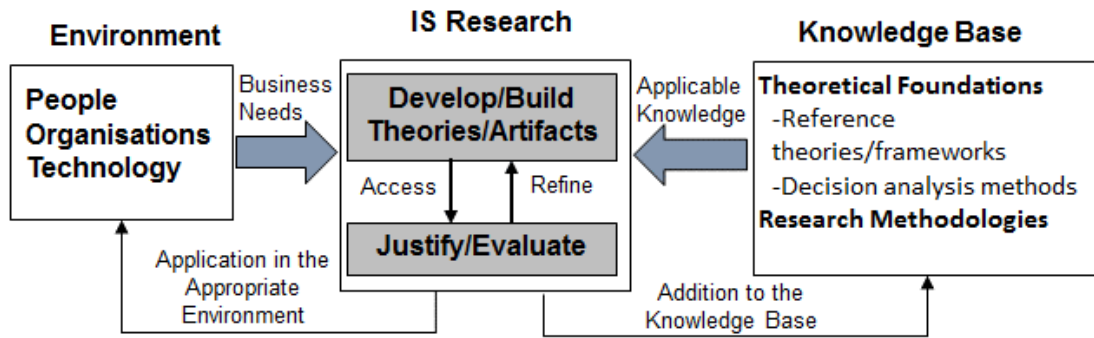 Environment
IS Research
Knowledge Base
People
Organisations
Technology
Business
Needs
Develop/Build
Theories/Artifacts
Access
Refine
Justify/Evaluate
Applicable
Knowledge
Theoretical Foundations
-Reference
theories/frameworks
-Decision analysis methods
Research Methodologies
Application in the
Appropriate
Environment
Addition to the
Knowledge Base